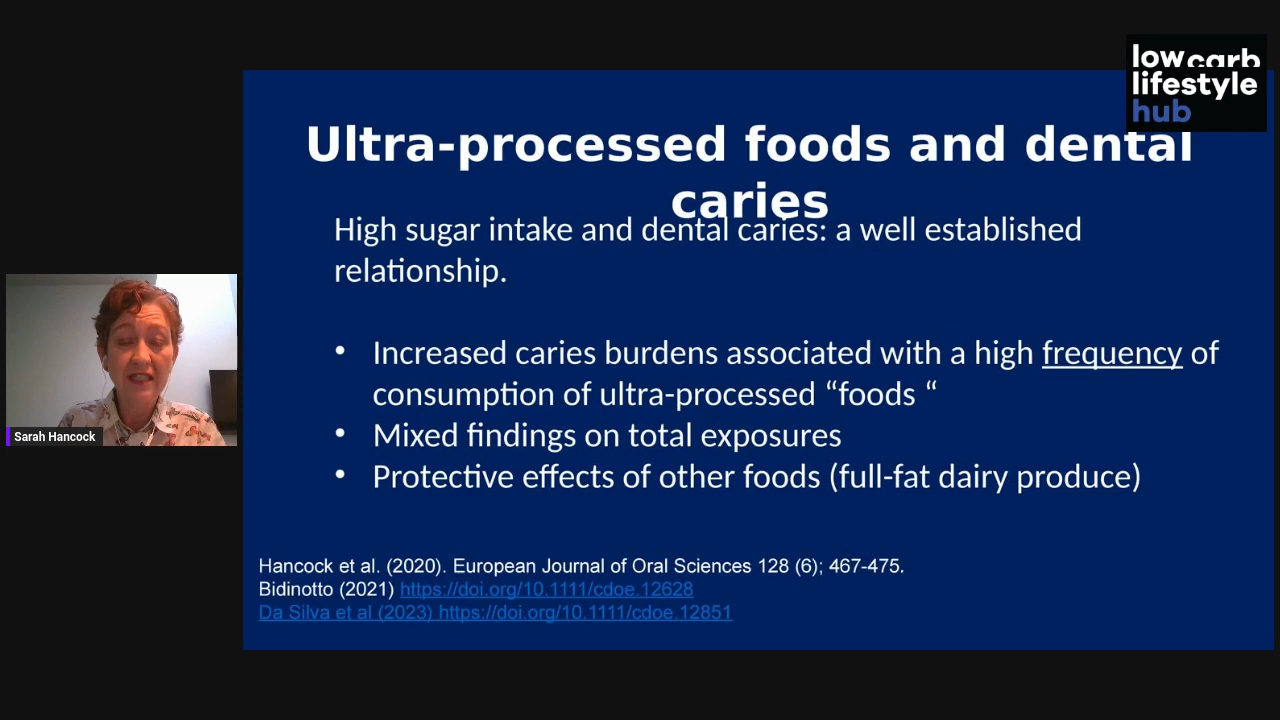 low carb
lifestyle
hub
Ultra-processed foods and dental
caries
High sugar intake and dental caries: a well established
relationship.
• Increased caries burdens associated with a high frequency of
consumption of ultra-processed “foods “
• Mixed findings on total exposures
• Protective effects of other foods (full-fat dairy produce)
Sarah Hancock
Hancock et al. (2020). European Journal of Oral Sciences 128 (6); 467-475.
Bidinotto (2021) https://doi.org/10.1111/cdoe.12628
Da Silva et al (2023) https://doi.org/10.1111/cdoe.12851